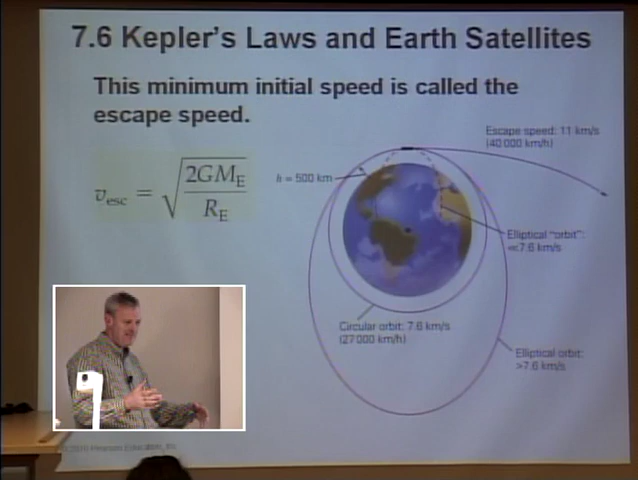 7.6 Kepler's Laws and Earth Satellites
This minimum initial speed is called the
escape speed.
v_esc = √(2GM_E / R_E)
Escape speed: 11 km/s
(40 000 km/h)
h = 500 km
Elliptical "orbit":
<7.6 km/s
Circular orbit: 7.6 km/s
(27 000 km/h)
Elliptical orbit:
>7.6 km/s
© 2010 Pearson Education, Inc.